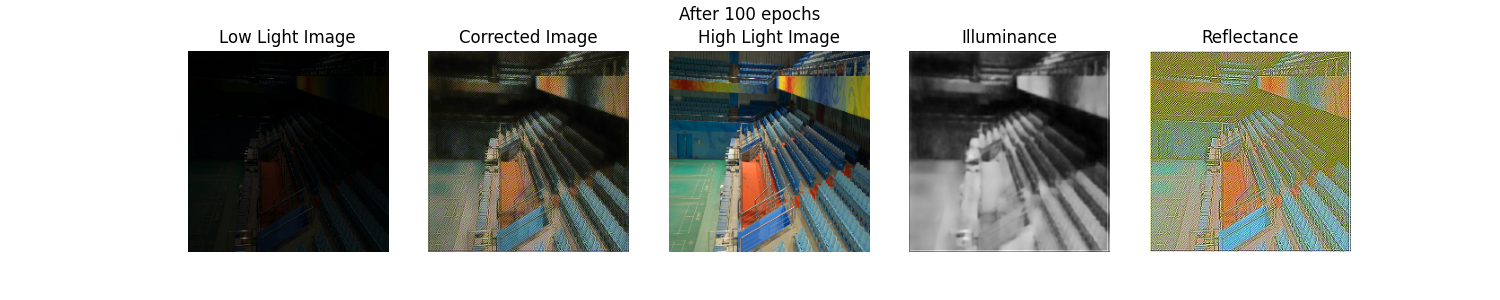 After 100 epochs
Low Light Image
Corrected Image
High Light Image
Illuminance
Reflectance